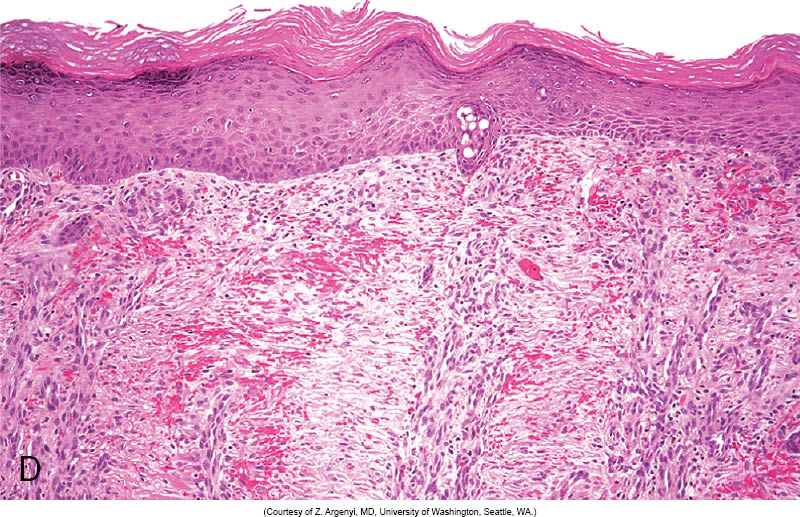 D
(Courtesy of Z. Argenyi, MD, University of Washington, Seattle, WA.)